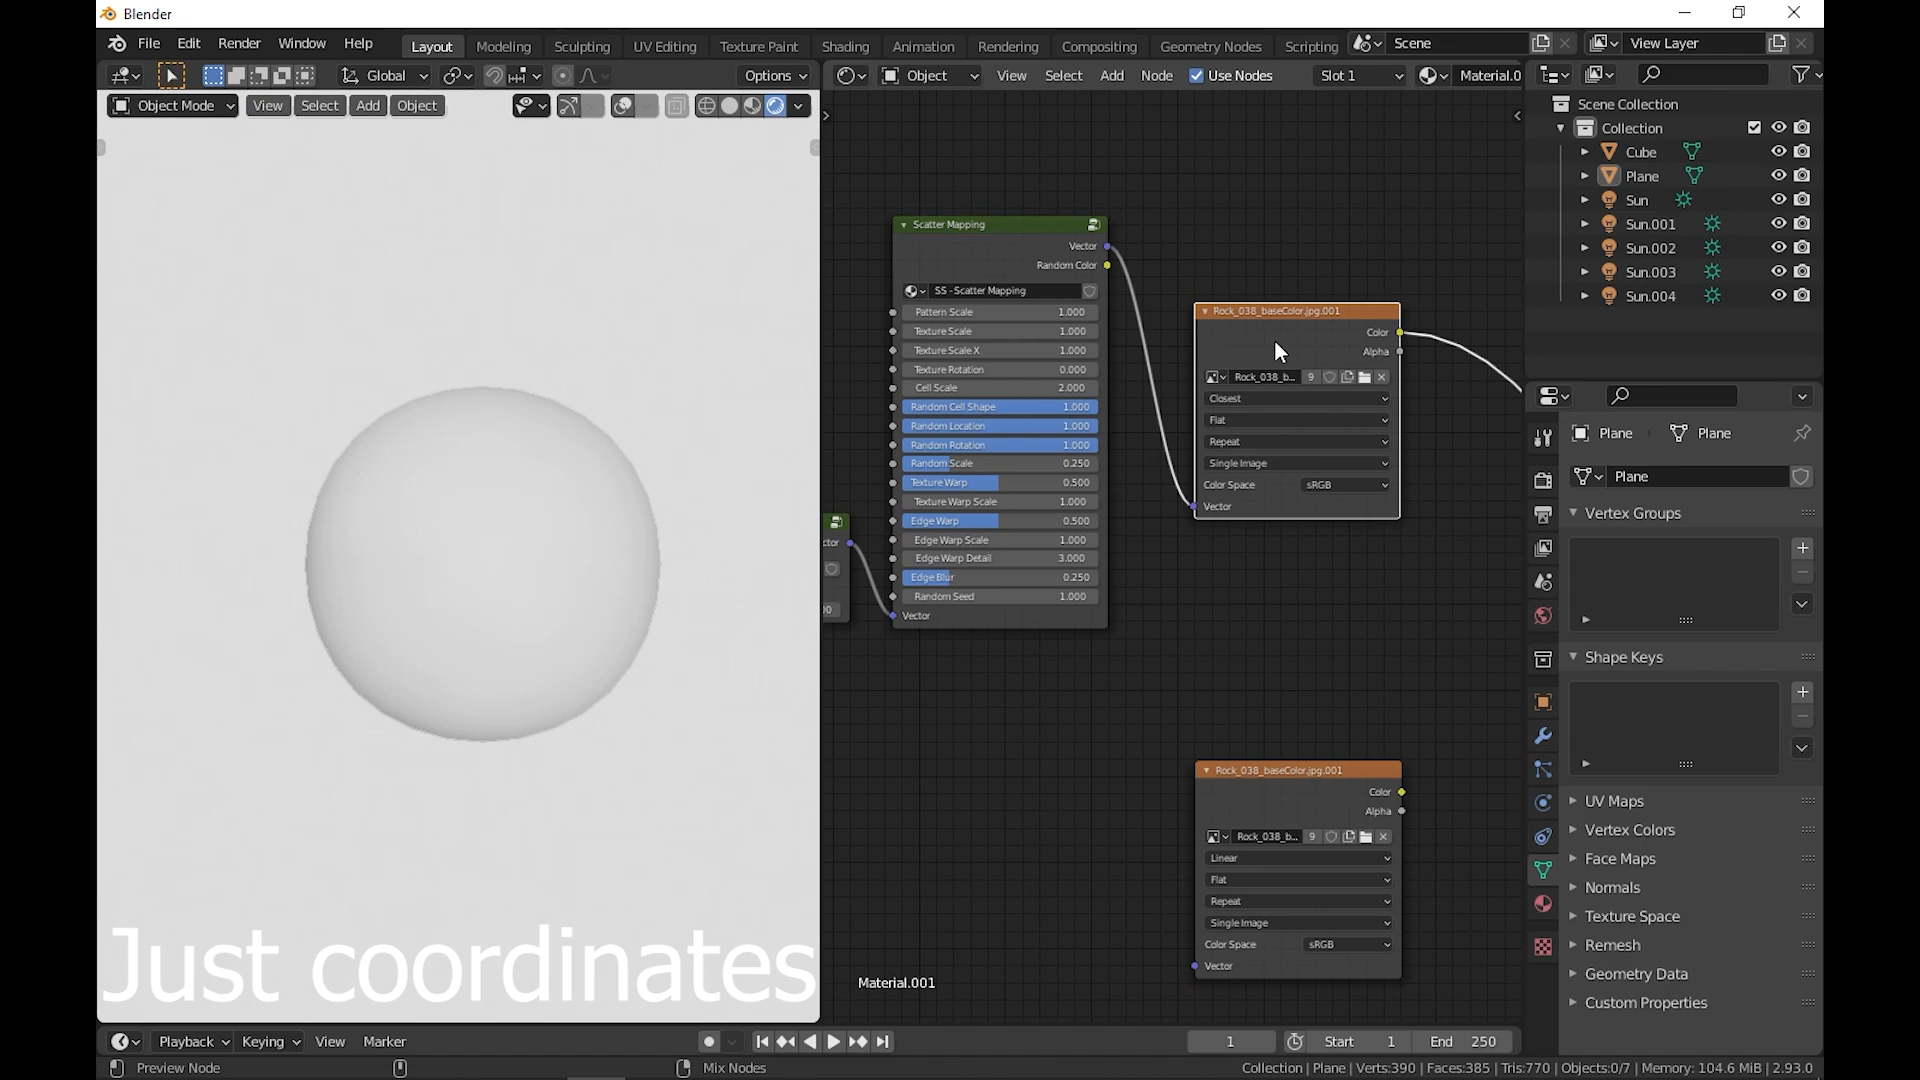 Blender
File Edit Render Window Help Layout Modeling Sculpting UV Editing Texture Paint Shading Animation Rendering Compositing Geometry Nodes Scripting Scene View Layer
Global Options Object View Select Add Node Use Nodes Slot 1 Material.0
Object Mode View Select Add Object
Scene Collection
Collection
Cube
Plane
Sun
Sun.001
Sun.002
Sun.003
Sun.004
Scatter Mapping
Vector
Random Color
SS - Scatter Mapping
Pattern Scale 1.000
Texture Scale 1.000
Texture Scale X 1.000
Texture Rotation 0.000
Cell Scale 2.000
Random Cell Shape 1.000
Random Location 1.000
Random Rotation 1.000
Random Scale 0.250
Texture Warp 0.500
Texture Warp Scale 1.000
Edge Warp 0.500
Edge Warp Scale 1.000
Edge Warp Detail 3.000
Edge Blur 0.250
Random Seed 1.000
Vector
ctor
00
Rock_038_baseColor.jpg.001
Color
Alpha
Rock_038_b... 9
Closest
Flat
Repeat
Single Image
Color Space sRGB
Vector
Rock_038_baseColor.jpg.001
Color
Alpha
Rock_038_b... 9
Linear
Flat
Repeat
Single Image
Color Space sRGB
Vector
Material.001
Plane Plane
Plane
Vertex Groups
Shape Keys
UV Maps
Vertex Colors
Face Maps
Normals
Texture Space
Remesh
Geometry Data
Custom Properties
Just coordinates
Playback Keying View Marker 1 Start 1 End 250
Preview Node Mix Nodes Collection | Plane | Verts:390 | Faces:385 | Tris:770 | Objects:0/7 | Memory: 104.6 MiB | 2.93.0